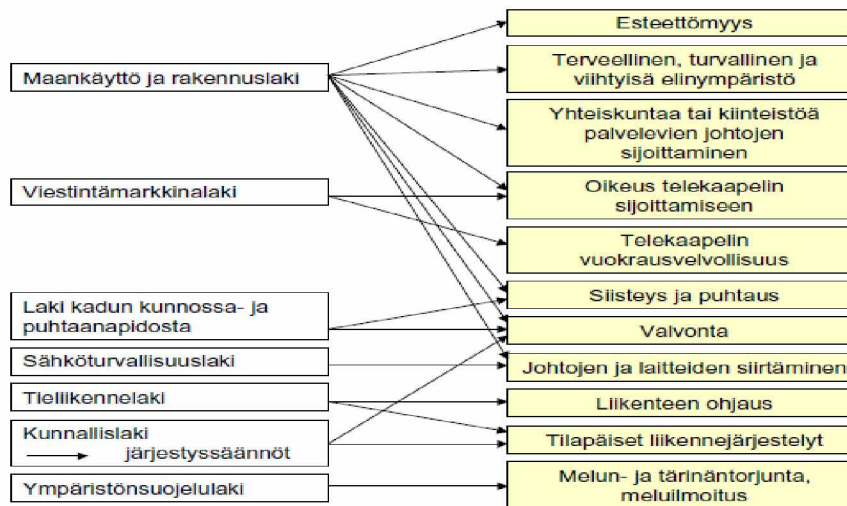 Maankäyttö ja rakennuslaki
Viestintämarkkinalaki
Laki kadun kunnossa- ja
puhtaanapidosta
Sähköturvallisuuslaki
Tieliikennelaki
Kunnallislaki
järjestyssäännöt
Ympäristönsuojelulaki
Esteettömyys
Terveellinen, turvallinen ja
viihtyisä elinympäristö
Yhteiskuntaa tai kiinteistöä
palvelevien johtojen
sijoittaminen
Oikeus telekaapelin
sijoittamiseen
Telekaapelin
vuokrausvelvollisuus
Siisteys ja puhtaus
Valvonta
Johtojen ja laitteiden siirtäminen
Liikenteen ohjaus
Tilapäiset liikennejärjestelyt
Melun- ja tärinäntorjunta,
meluilmoitus